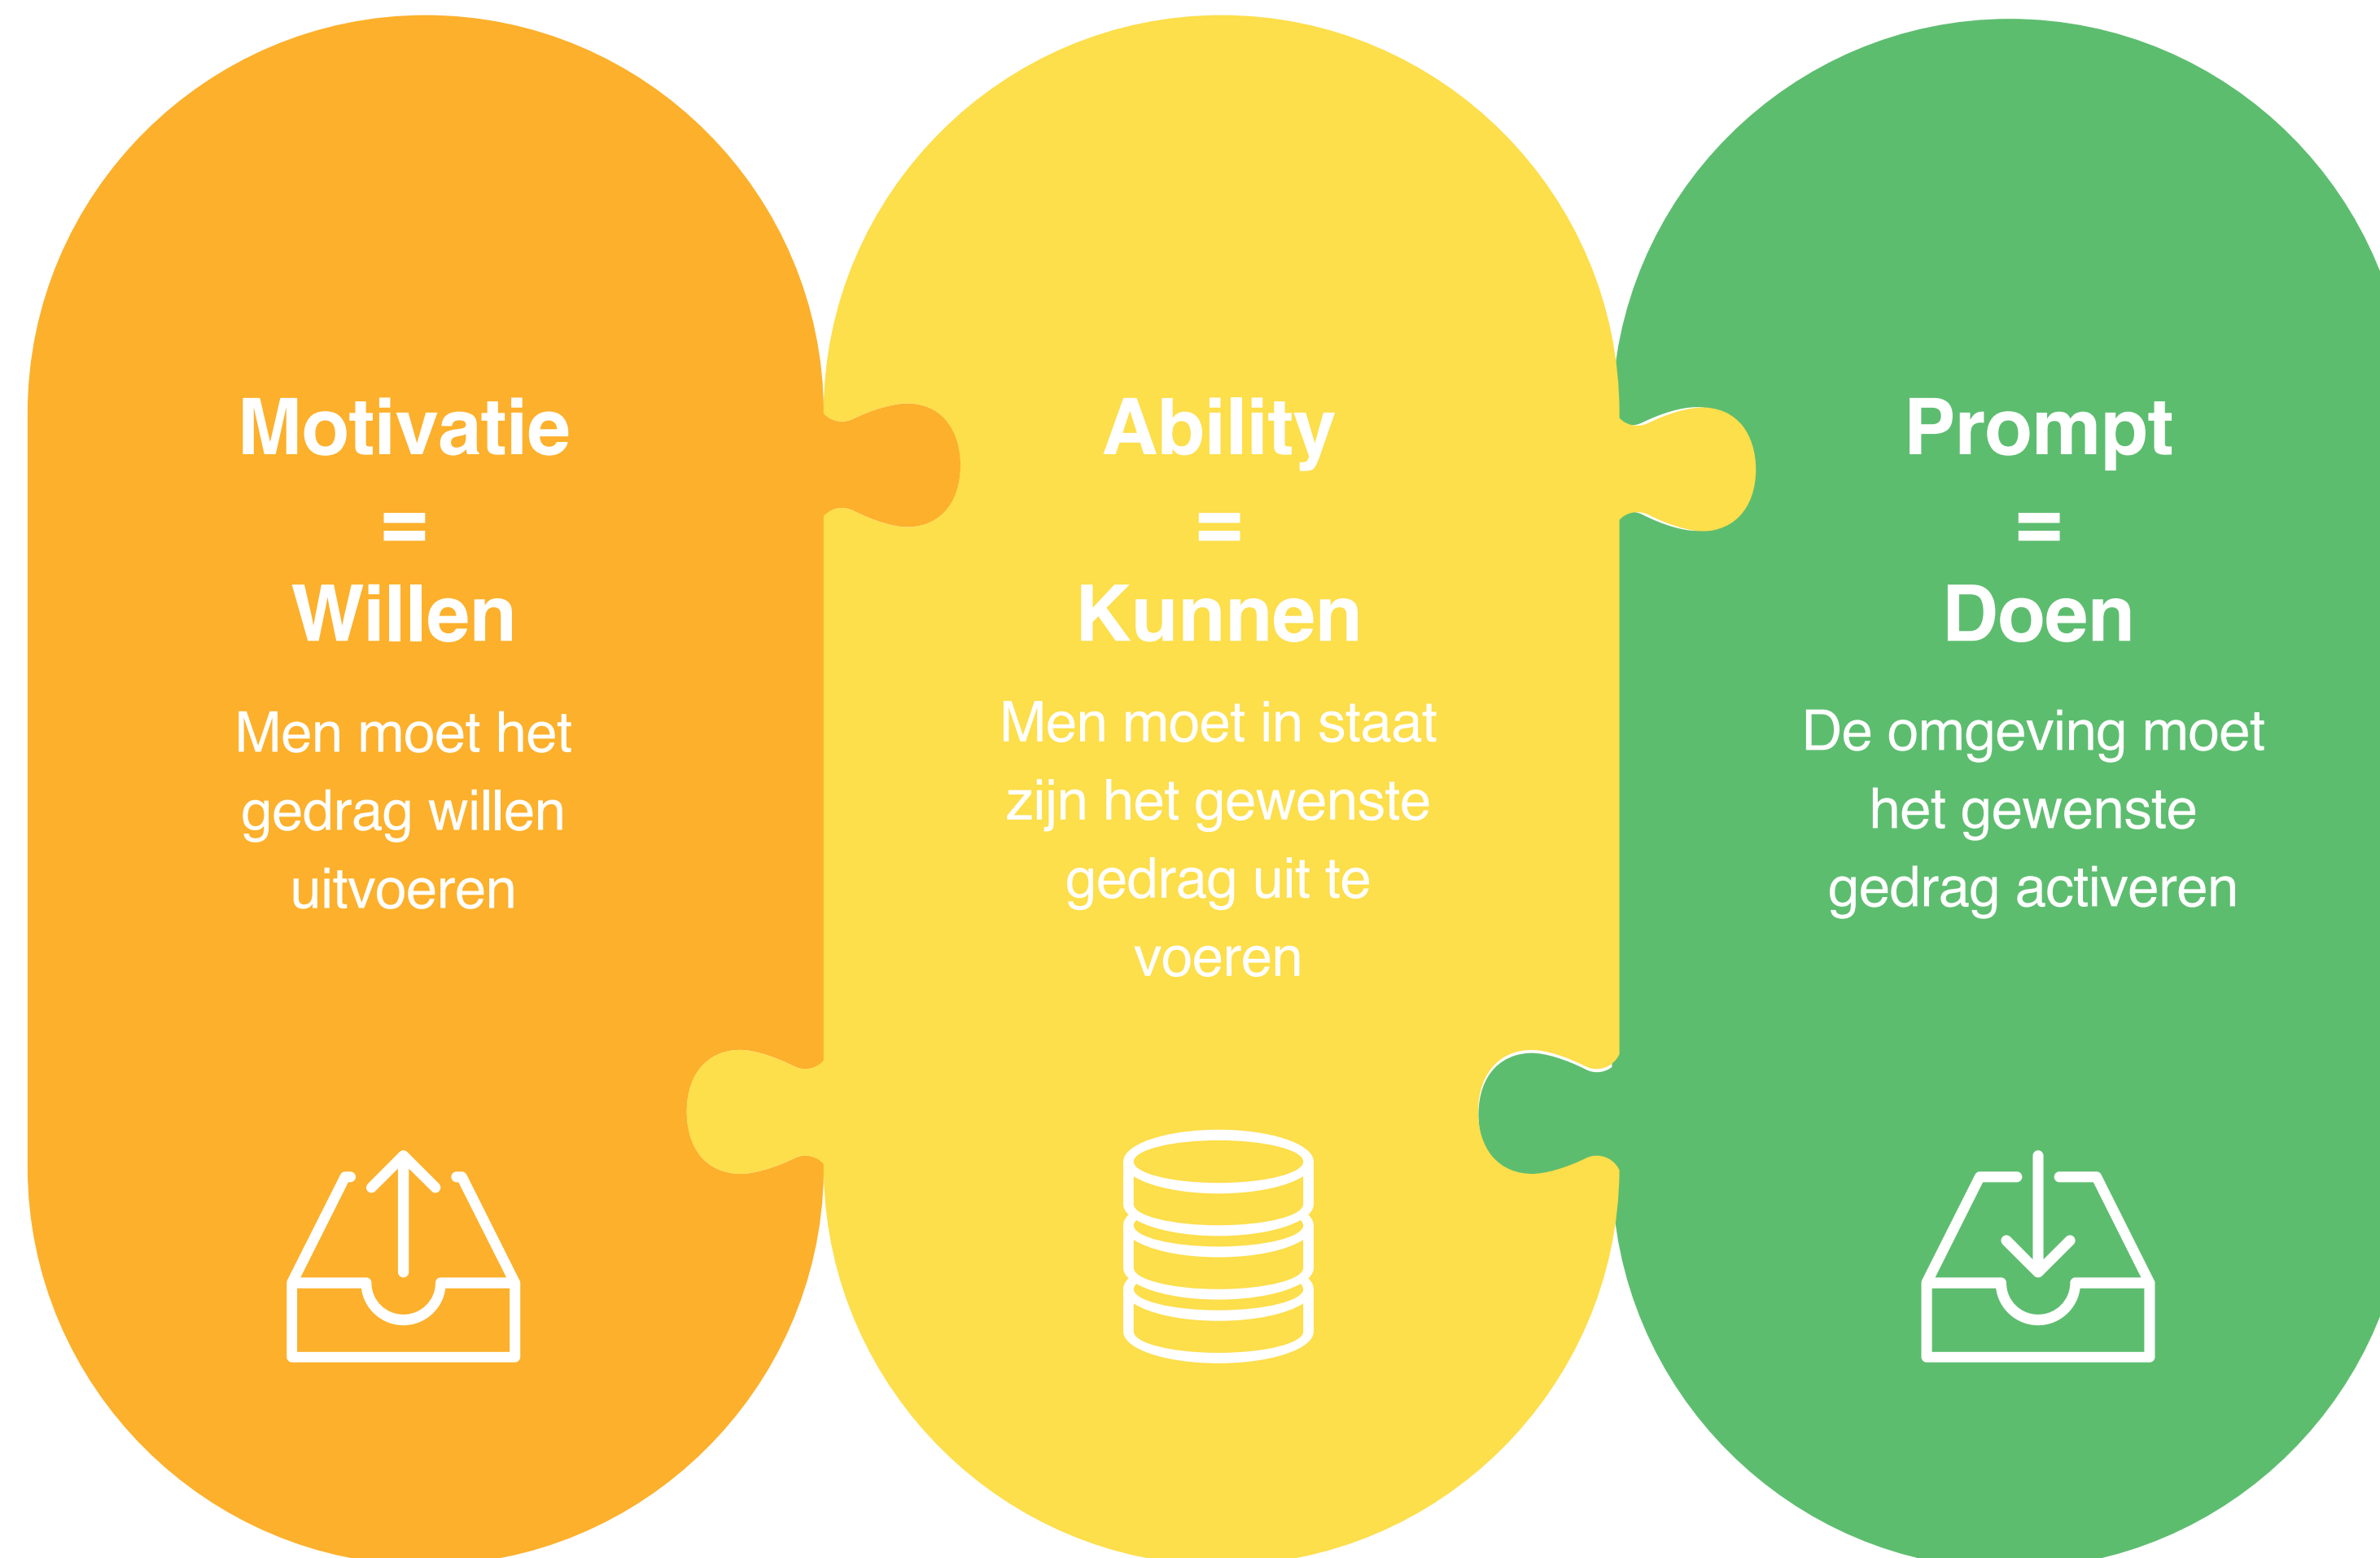 Motivatie
=
Willen
Men moet het
gedrag willen
uitvoeren
Ability
=
Kunnen
Men moet in staat
zijn het gewenste
gedrag uit te
voeren
Prompt
=
Doen
De omgeving moet
het gewenste
gedrag activeren